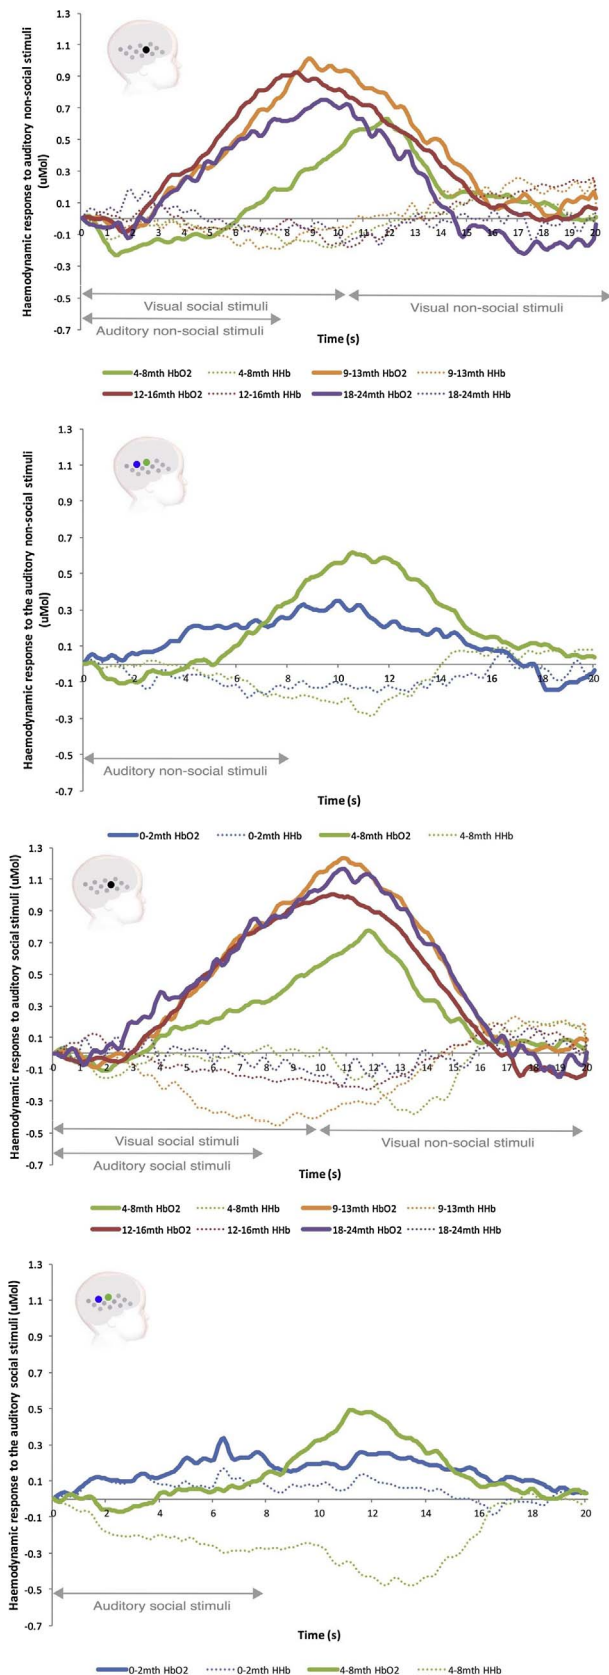 Haemodynamic response to auditory non-social stimuli
(uMol)
1.3
1.1
0.9
0.7
0.5
0.3
0.1
-0.1
-0.3
-0.5
-0.7
0 1 2 3 4 5 6 7 8 9 10 11 12 13 14 15 16 17 18 19 20
Visual social stimuli
Visual non-social stimuli
Auditory non-social stimuli
Time (s)
4-8mth HbO2 4-8mth HHb 9-13mth HbO2 9-13mth HHb
12-16mth HbO2 12-16mth HHb 18-24mth HbO2 18-24mth HHb
Haemodynamic response to the auditory non-social stimuli
(uMol)
1.3
1.1
0.9
0.7
0.5
0.3
0.1
-0.1
-0.3
-0.5
-0.7
0 2 4 6 8 10 12 14 16 18 20
Auditory non-social stimuli
Time (s)
0-2mth HbO2 0-2mth HHb 4-8mth HbO2 4-8mth HHb
Haemodynamic response to auditory social stimuli (uMol)
1.3
1.1
0.9
0.7
0.5
0.3
0.1
-0.1
-0.3
-0.5
-0.7
0 1 2 3 4 5 6 7 8 9 10 11 12 13 14 15 16 17 18 19 20
Visual social stimuli
Visual non-social stimuli
Auditory social stimuli
Time (s)
4-8mth HbO2 4-8mth HHb 9-13mth HbO2 9-13mth HHb
12-16mth HbO2 12-16mth HHb 18-24mth HbO2 18-24mth HHb
Haemodynamic response to the auditory social stimuli (uMol)
1.3
1.1
0.9
0.7
0.5
0.3
0.1
-0.1
-0.3
-0.5
-0.7
0 2 4 6 8 10 12 14 16 18 20
Auditory social stimuli
Time (s)
0-2mth HbO2 0-2mth HHb 4-8mth HbO2 4-8mth HHb